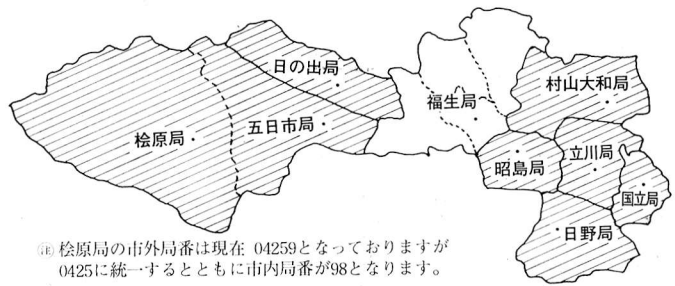 日の出局
村山大和局
福生局
五日市局
桧原局
昭島局
立川局
国立局
日野局
㊟ 桧原局の市外局番は現在 04259となっておりますが
0425に統一するとともに市内局番が98となります。